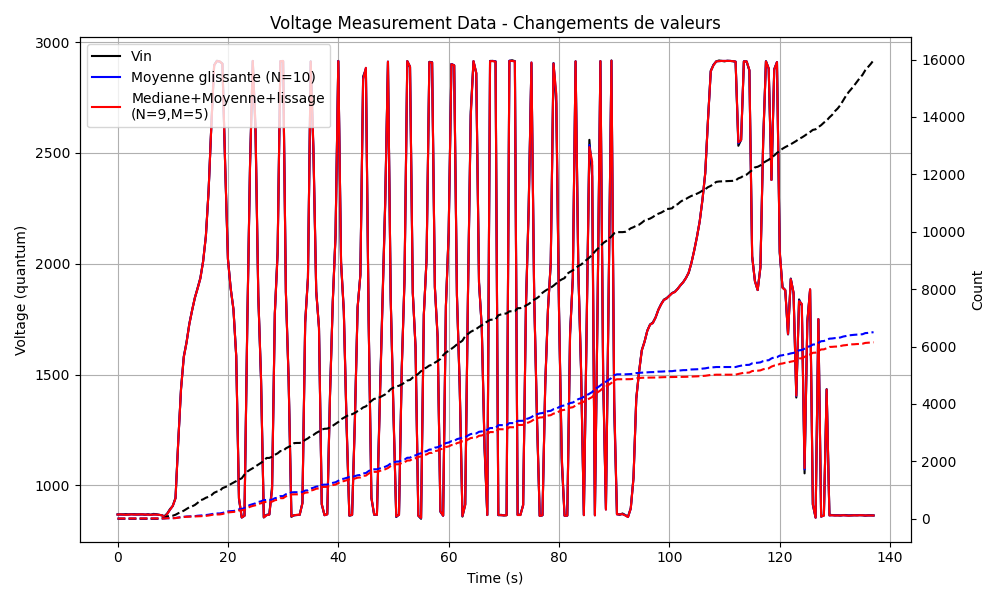 Voltage Measurement Data - Changements de valeurs
Vin
Moyenne glissante (N=10)
Mediane+Moyenne+lissage
(N=9,M=5)
3000
2500
2000
1500
1000
Voltage (quantum)
16000
14000
12000
10000
8000
6000
4000
2000
0
Count
0 20 40 60 80 100 120 140
Time (s)